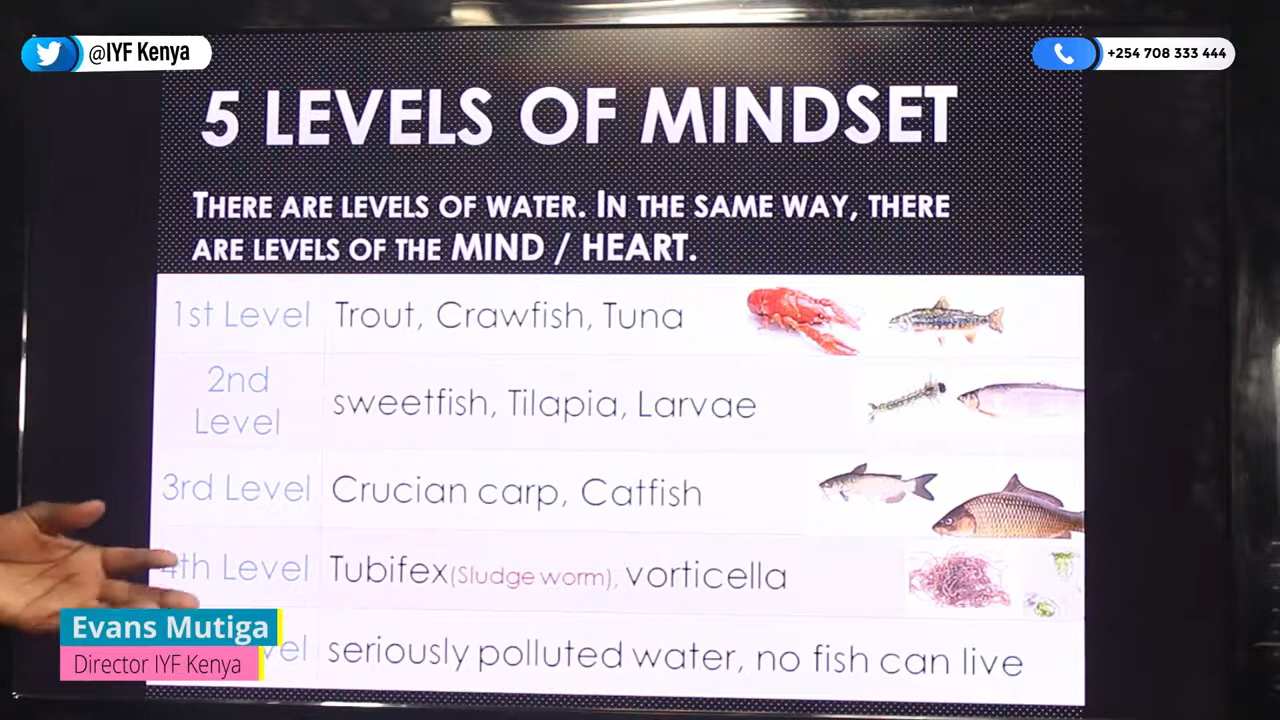 @IYF Kenya
+254 708 333 444
5 LEVELS OF MINDSET
THERE ARE LEVELS OF WATER. IN THE SAME WAY, THERE
ARE LEVELS OF THE MIND / HEART.
1st Level Trout, Crawfish, Tuna
2nd
Level
sweetfish, Tilapia, Larvae
3rd Level Crucian carp, Catfish
4th Level Tubifex(Sludge worm), vorticella
seriously polluted water, no fish can live
Evans Mutiga
Director IYF Kenya